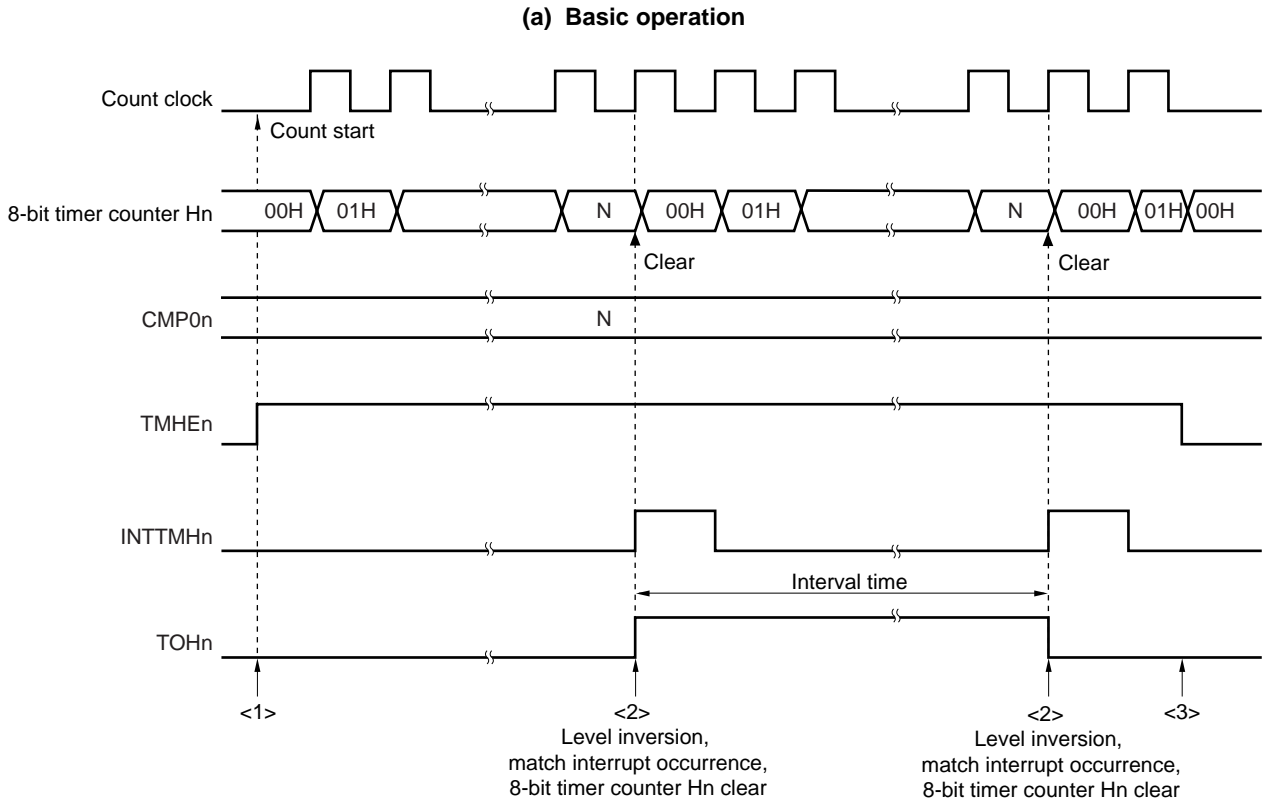 (a) Basic operation
Count clock
Count start
8-bit timer counter Hn
00H 01H N 00H 01H N 00H 01H 00H
Clear Clear
CMP0n
N
TMHEn
INTTMHn
Interval time
TOHn
<1> <2> <2> <3>
Level inversion,
match interrupt occurrence,
8-bit timer counter Hn clear
Level inversion,
match interrupt occurrence,
8-bit timer counter Hn clear